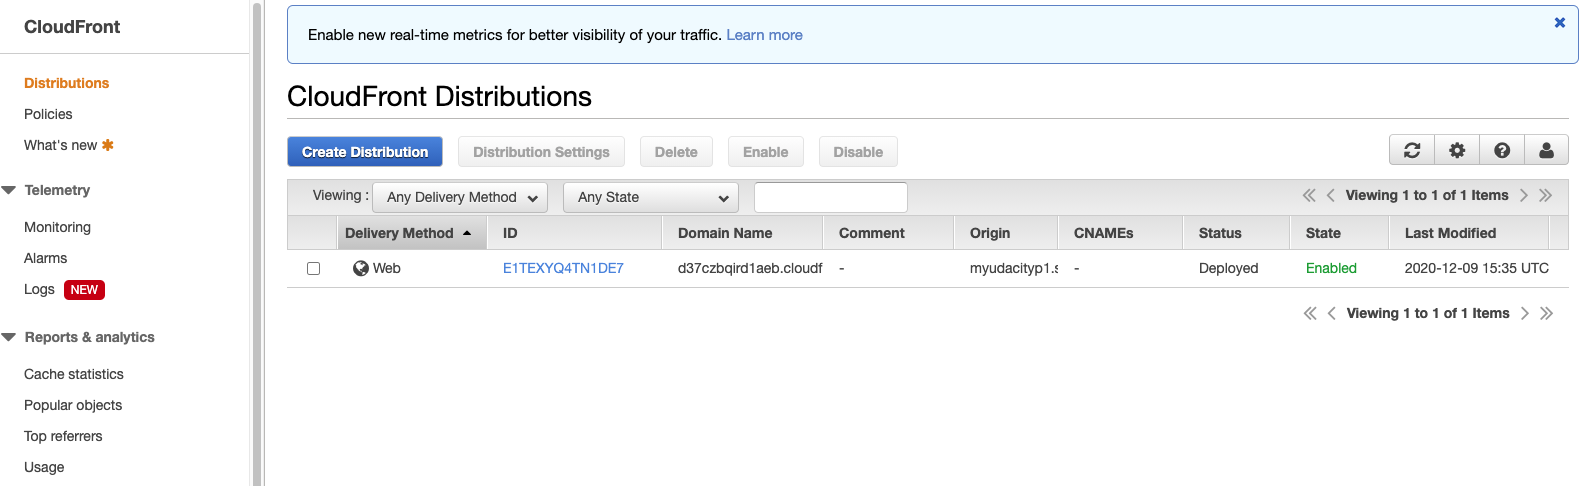 CloudFront
Distributions
Policies
What's new
Telemetry
Monitoring
Alarms
Logs NEW
Reports & analytics
Cache statistics
Popular objects
Top referrers
Usage
Enable new real-time metrics for better visibility of your traffic. Learn more
CloudFront Distributions
Create Distribution Distribution Settings Delete Enable Disable
Viewing : Any Delivery Method Any State Viewing 1 to 1 of 1 Items
Delivery Method ID Domain Name Comment Origin CNAMEs Status State Last Modified
Web E1TEXYQ4TN1DE7 d37czbqird1aeb.cloudf - myudacityp1.s - Deployed Enabled 2020-12-09 15:35 UTC
Viewing 1 to 1 of 1 Items